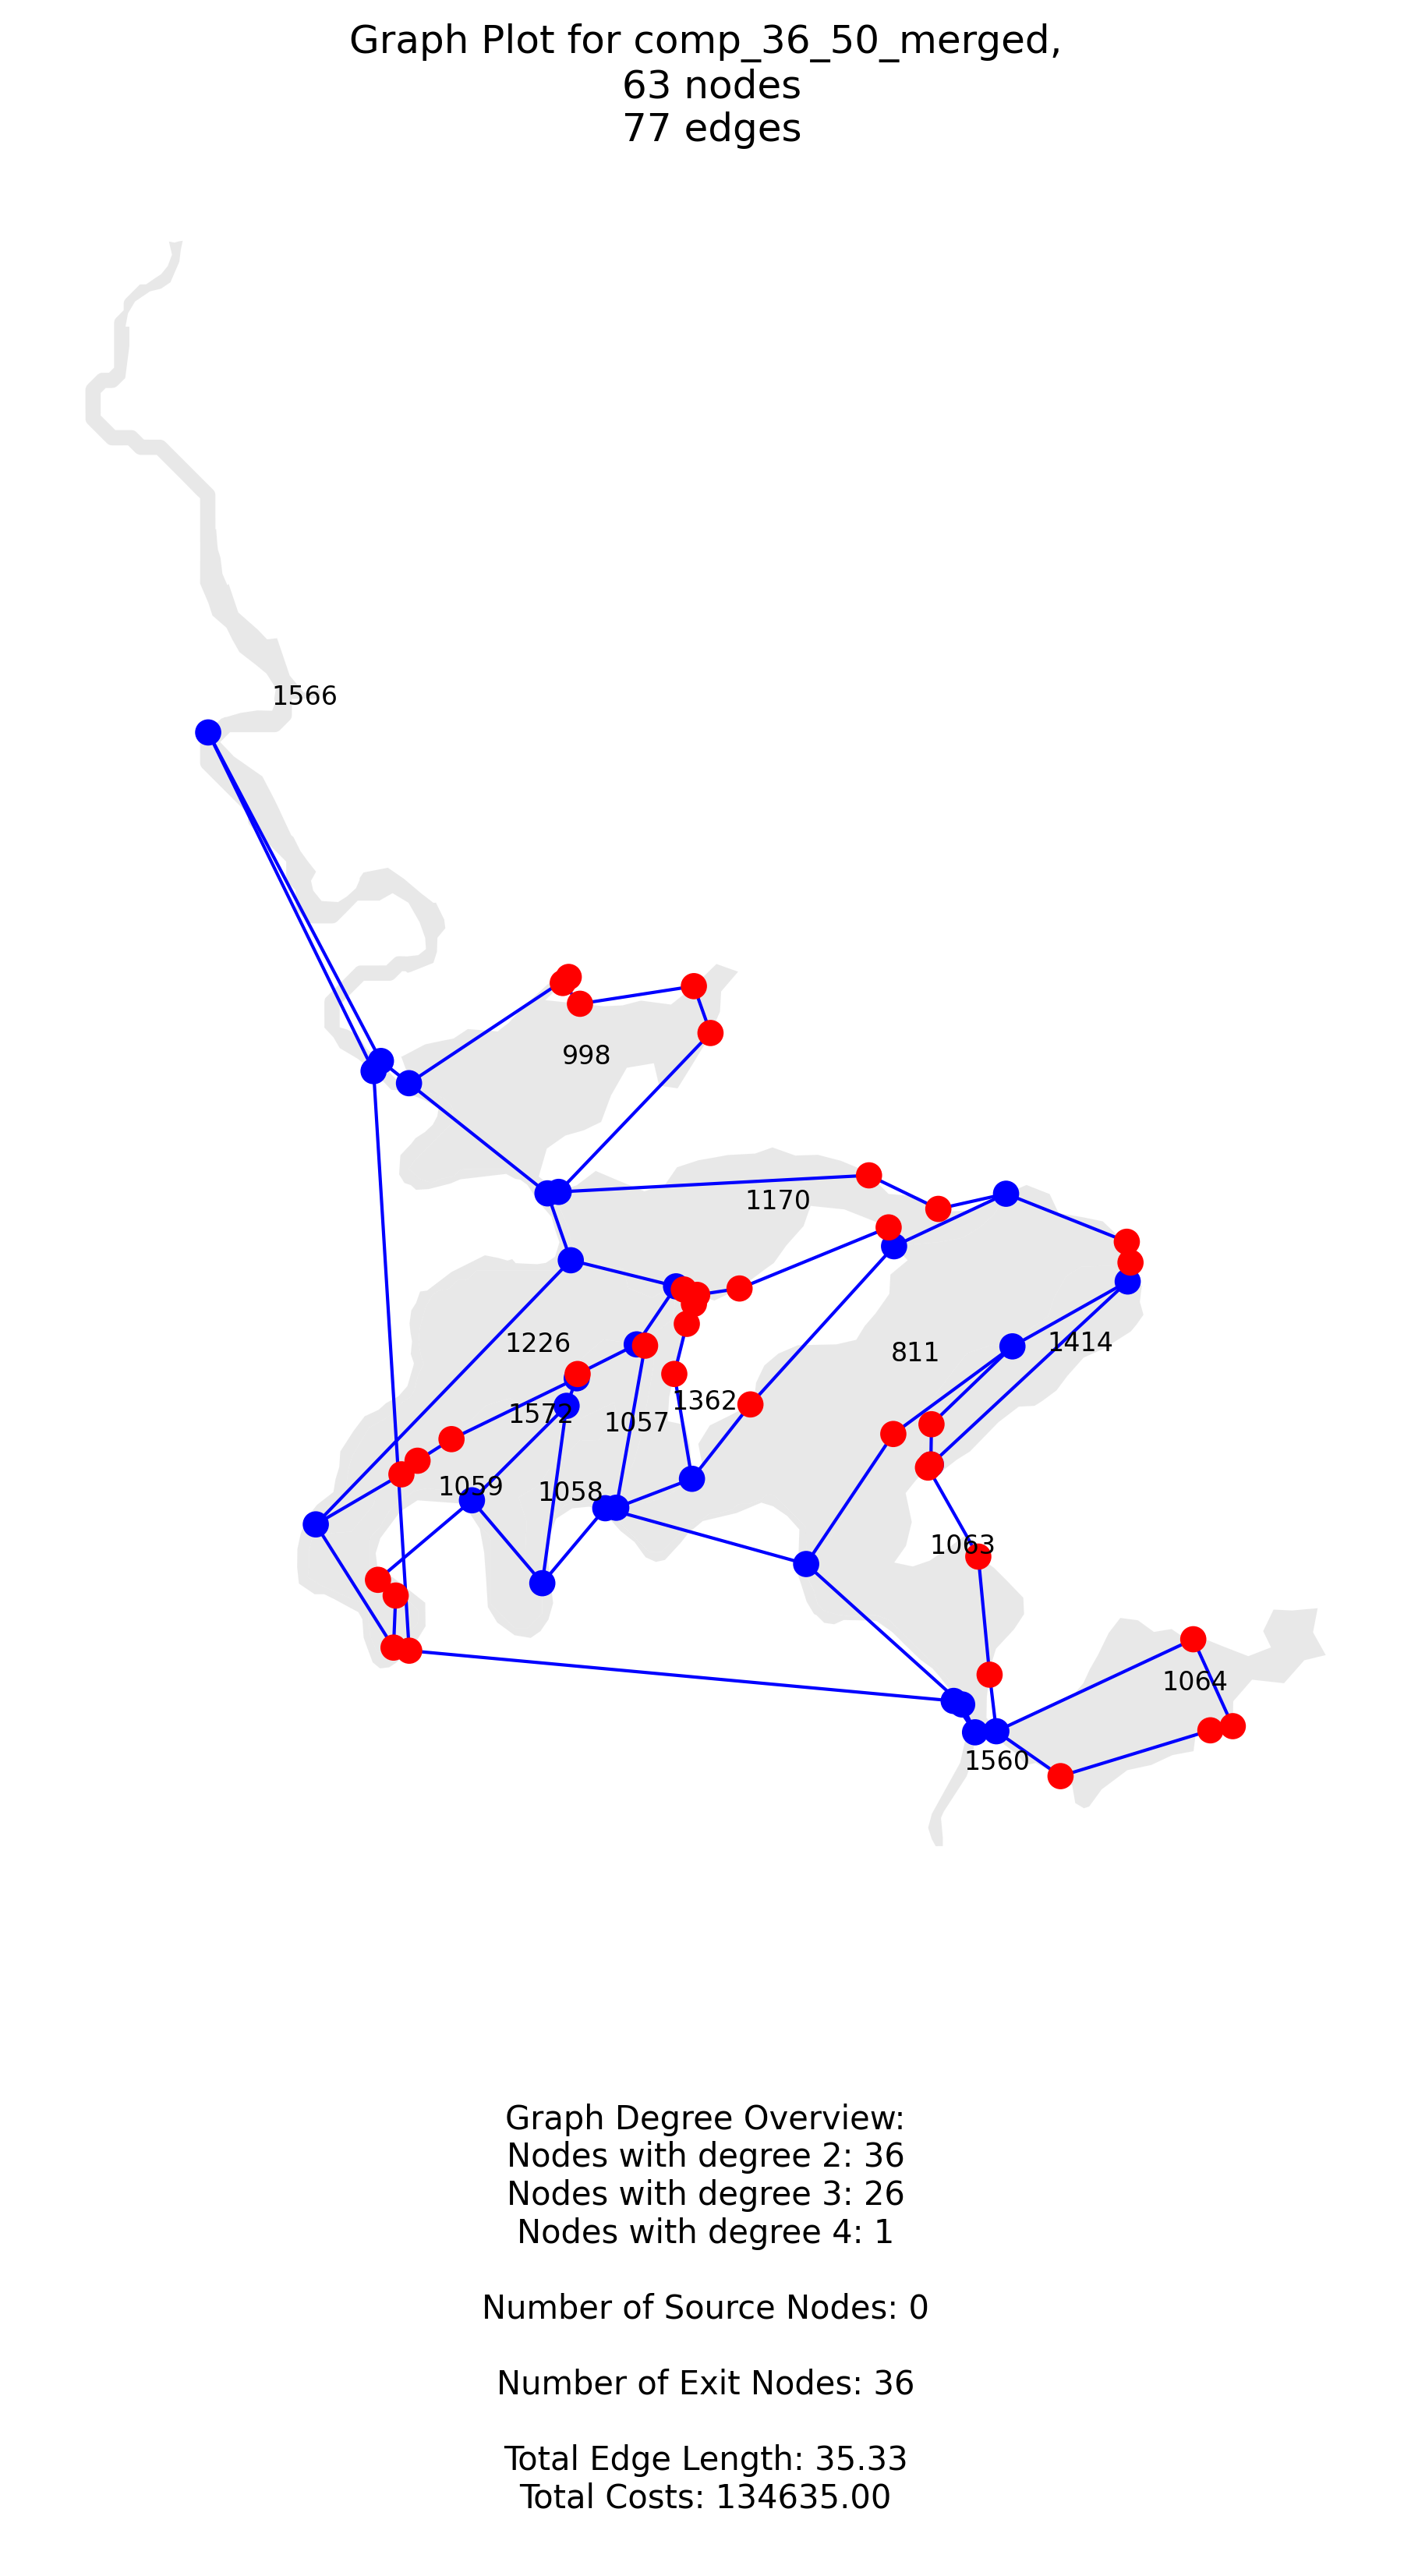 Graph Plot for comp_36_50_merged,
63 nodes
77 edges
1566
998
1170
1226
811
1414
1362
1572
1057
1059
1058
1063
1064
1560
Graph Degree Overview:
Nodes with degree 2: 36
Nodes with degree 3: 26
Nodes with degree 4: 1
Number of Source Nodes: 0
Number of Exit Nodes: 36
Total Edge Length: 35.33
Total Costs: 134635.00